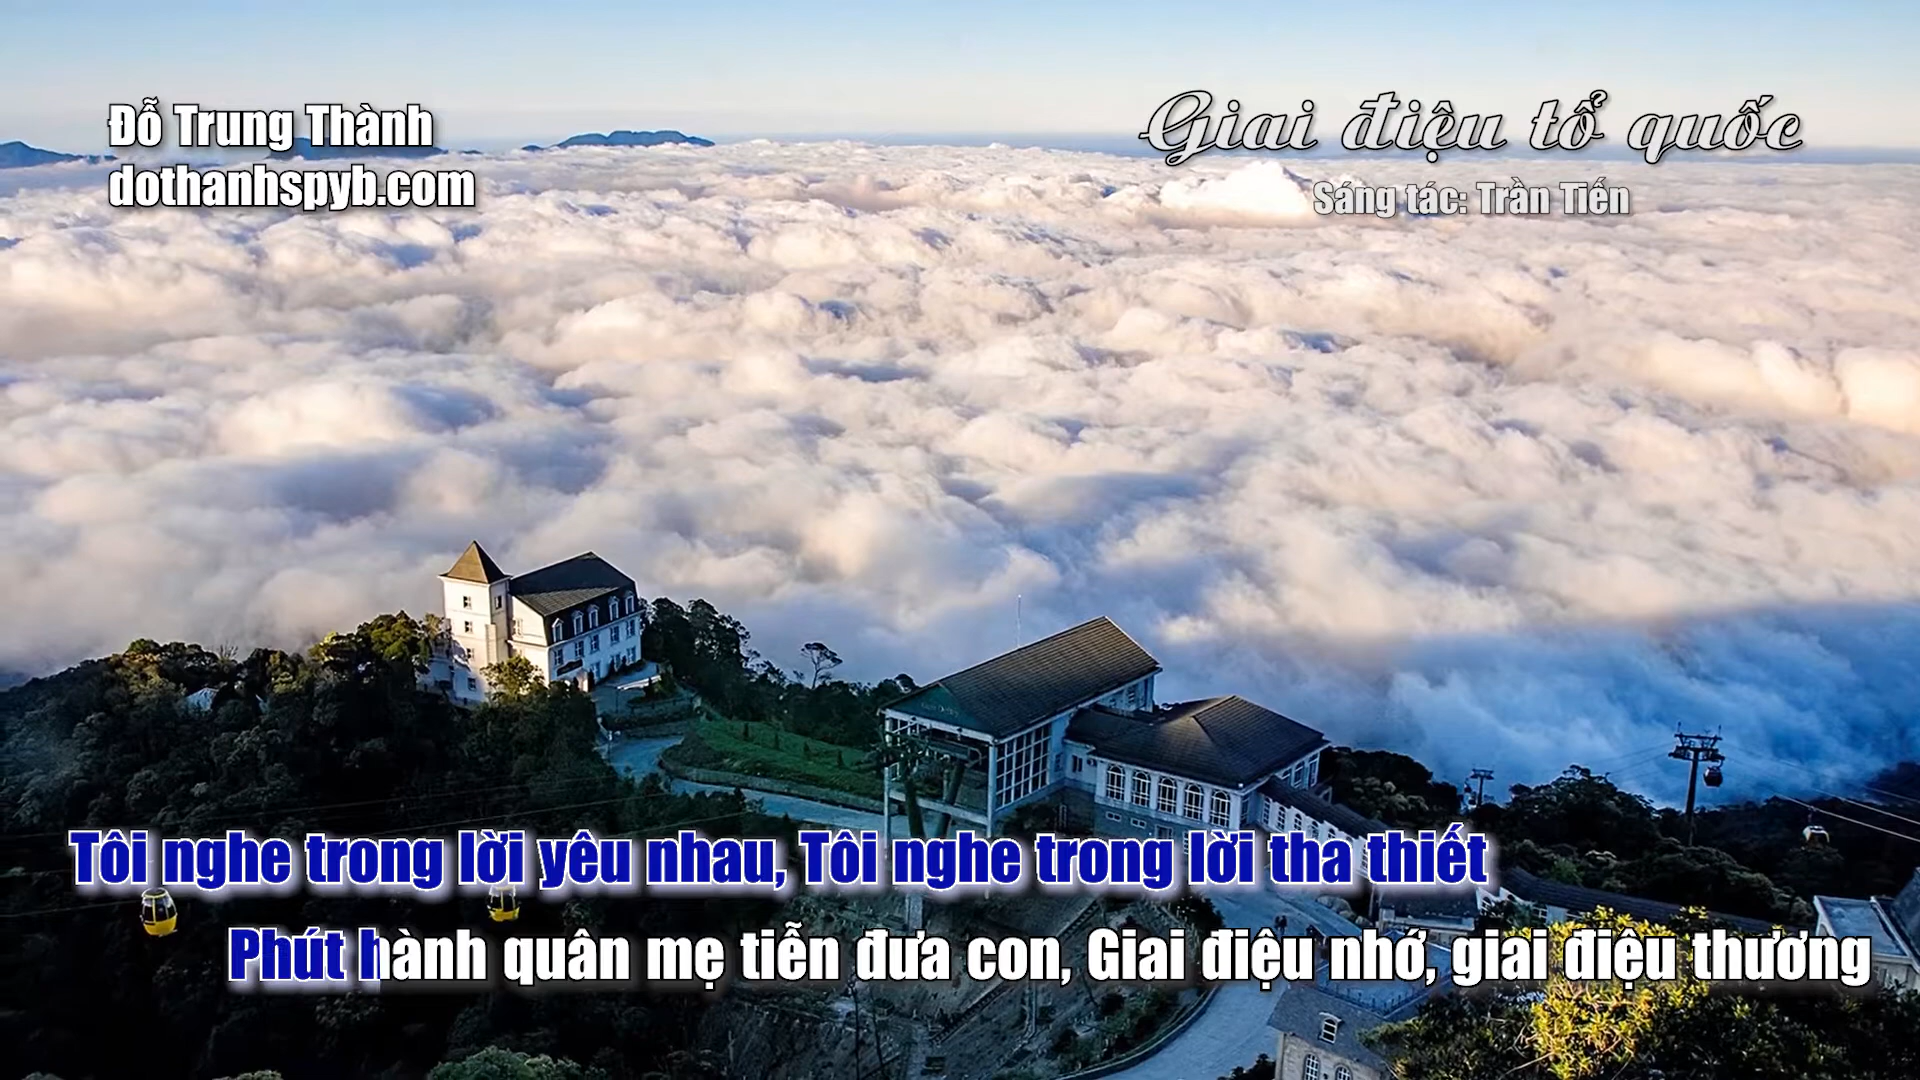 Đỗ Trung Thành
dothanhspyb.com
Giai điệu tổ quốc
Sáng tác: Trần Tiến
Tôi nghe trong lời yêu nhau, Tôi nghe trong lời tha thiết
Phút hành quân mẹ tiễn đưa con, Giai điệu nhớ, giai điệu thương